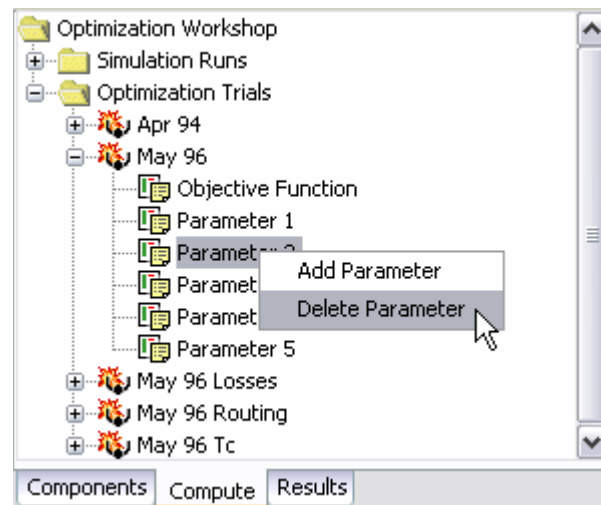 Optimization Workshop
Simulation Runs
Optimization Trials
Apr 94
May 96
Objective Function
Parameter 1
Add Parameter
Delete Parameter
Parameter 5
May 96 Losses
May 96 Routing
May 96 Tc
Components Compute Results